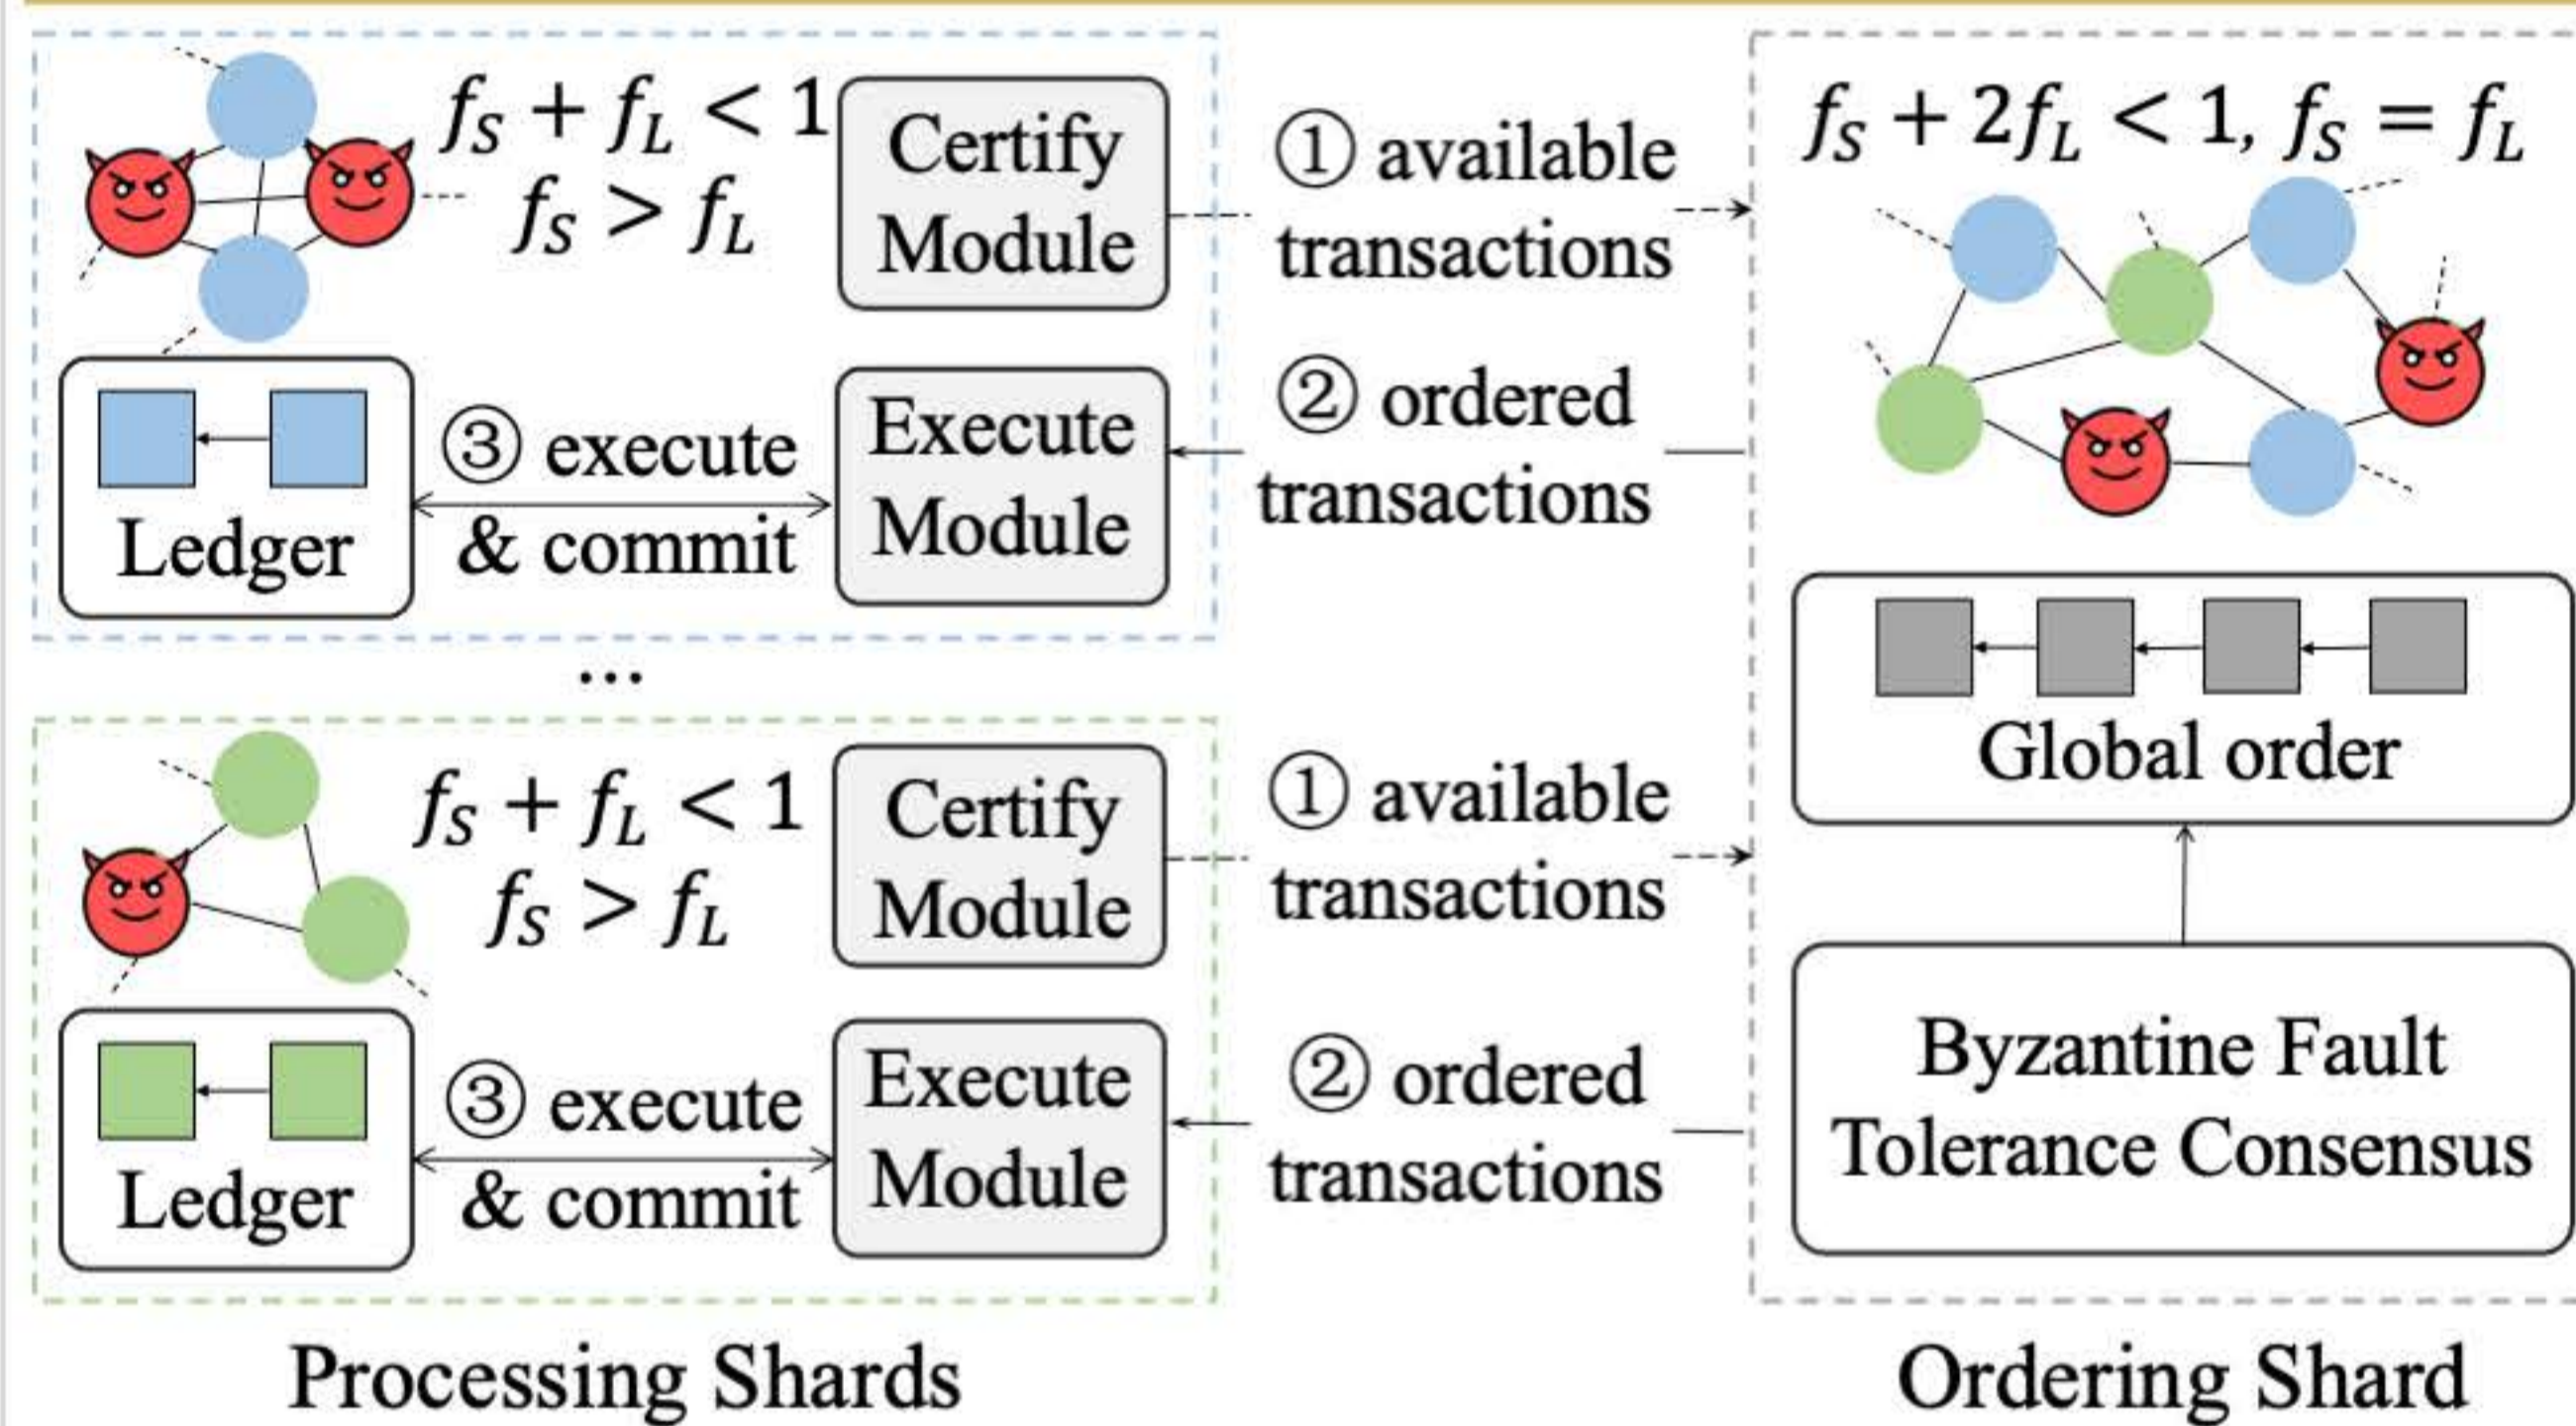 f_S + f_L < 1
f_S > f_L
Certify
Module
① available
transactions
② ordered
transactions
Execute
Module
③ execute
& commit
Ledger
...
f_S + f_L < 1
f_S > f_L
Certify
Module
① available
transactions
② ordered
transactions
Execute
Module
③ execute
& commit
Ledger
Processing Shards
f_S + 2f_L < 1, f_S = f_L
Global order
Byzantine Fault
Tolerance Consensus
Ordering Shard